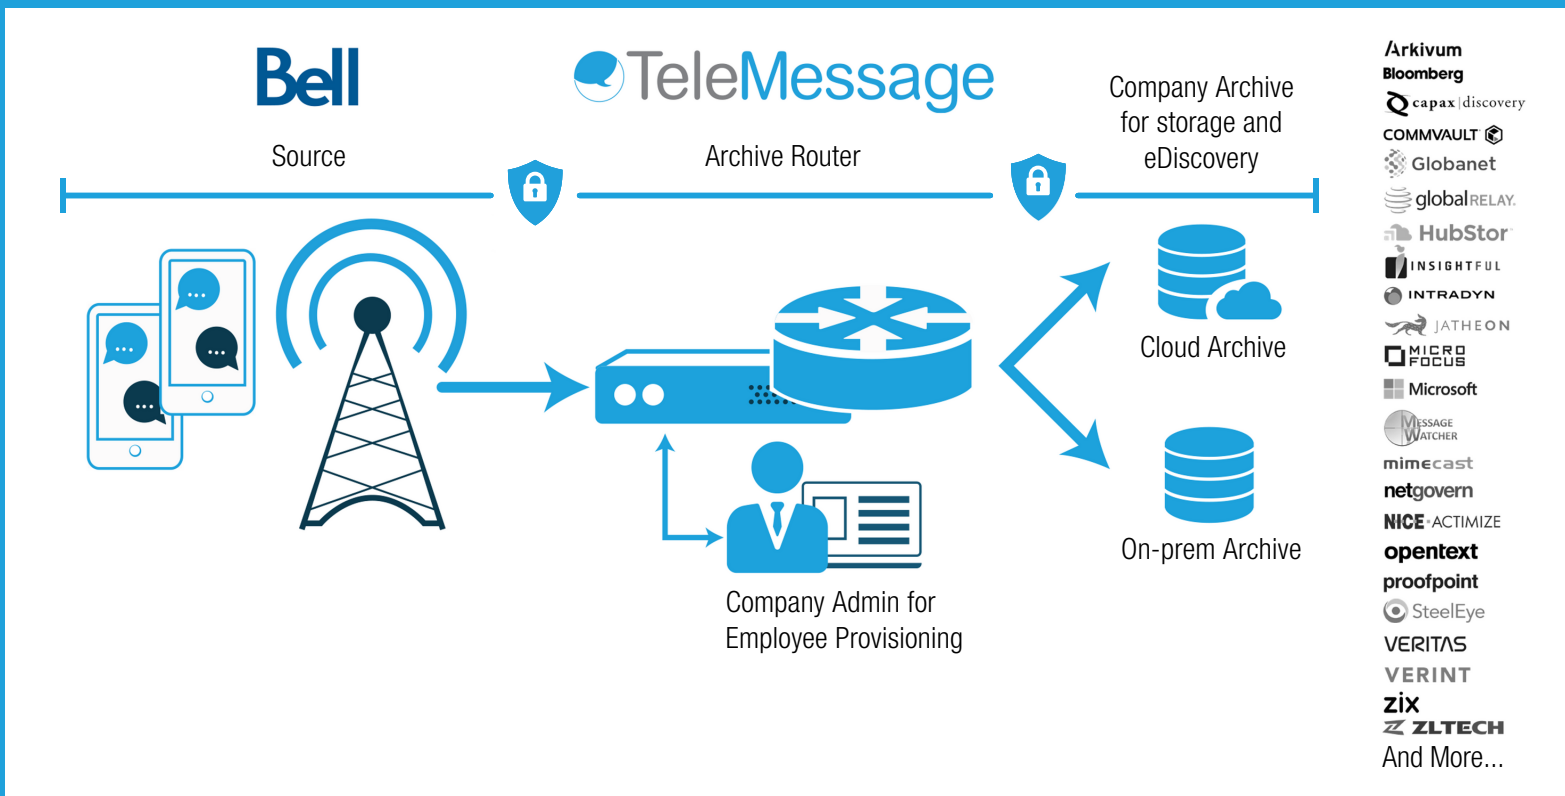 Bell
TeleMessage
Company Archive
for storage and
eDiscovery
Source
Archive Router
Cloud Archive
On-prem Archive
Company Admin for
Employee Provisioning
Arkivum
Bloomberg
capax|discovery
COMMVAULT
Globanet
globalRELAY.
HubStor
INSIGHTFUL
INTRADYN
JATHEON
MICRO
FOCUS
Microsoft
MESSAGE
WATCHER
mimecast
netgovern
NICE·ACTIMIZE
opentext
proofpoint
SteelEye
VERITAS
VERINT
zix
ZLTECH
And More...